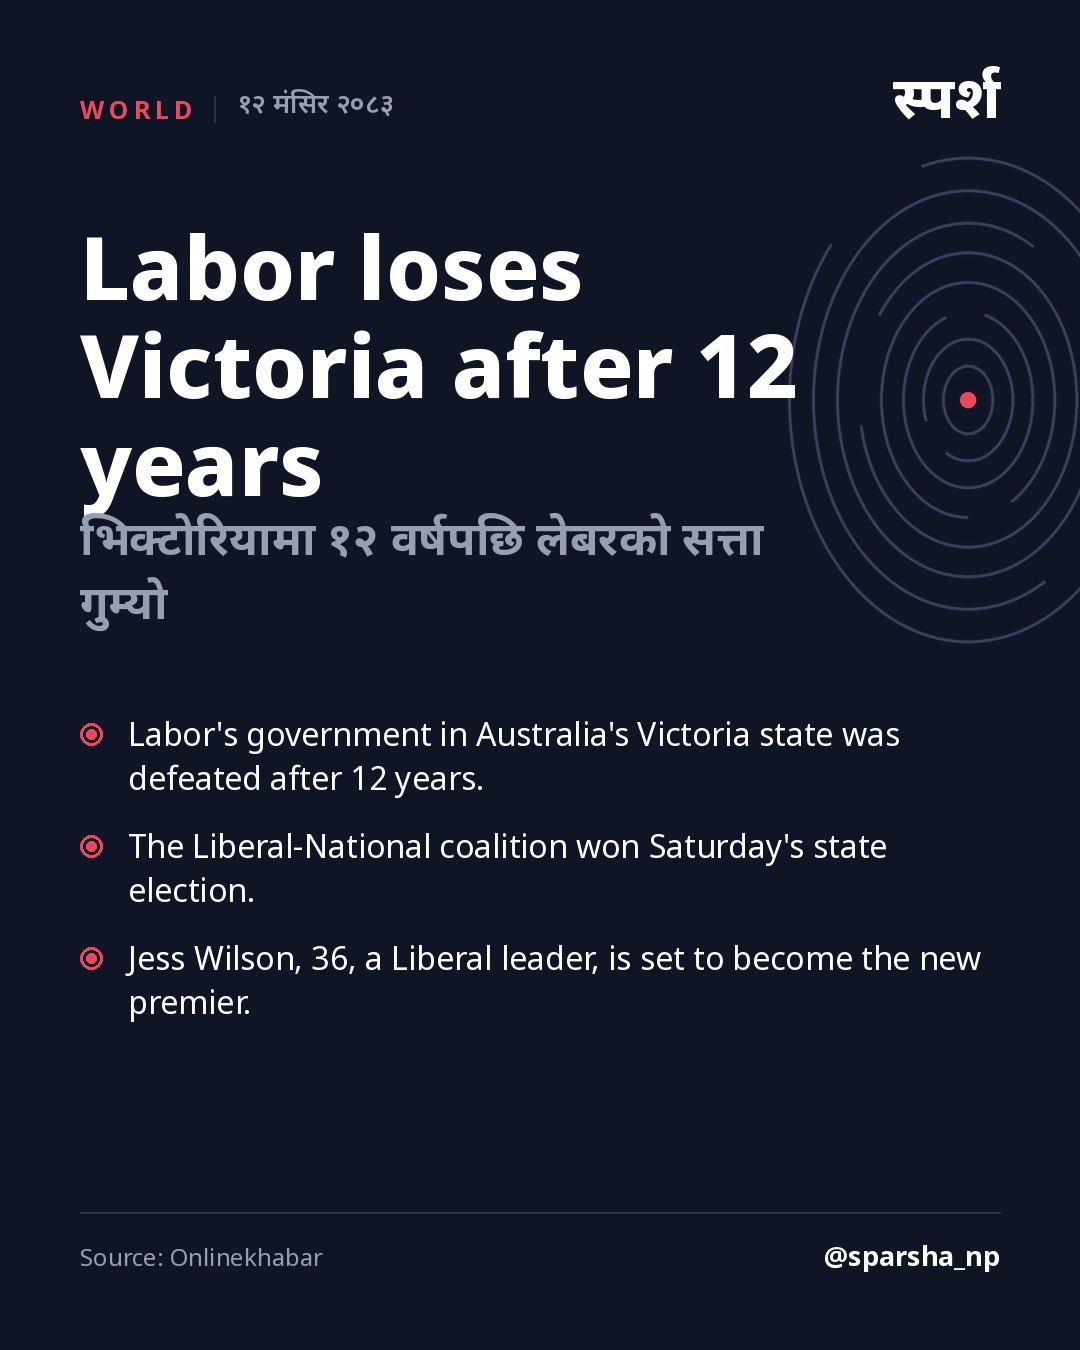 WORLD | १२ मंसिर २०८३
स्पर्श
Labor loses
Victoria after 12
years
भिक्टोरियामा १२ वर्षपछि लेबरको सत्ता
गुम्यो
Labor's government in Australia's Victoria state was
defeated after 12 years.
The Liberal-National coalition won Saturday's state
election.
Jess Wilson, 36, a Liberal leader, is set to become the new
premier.
Source: Onlinekhabar
@sparsha_np